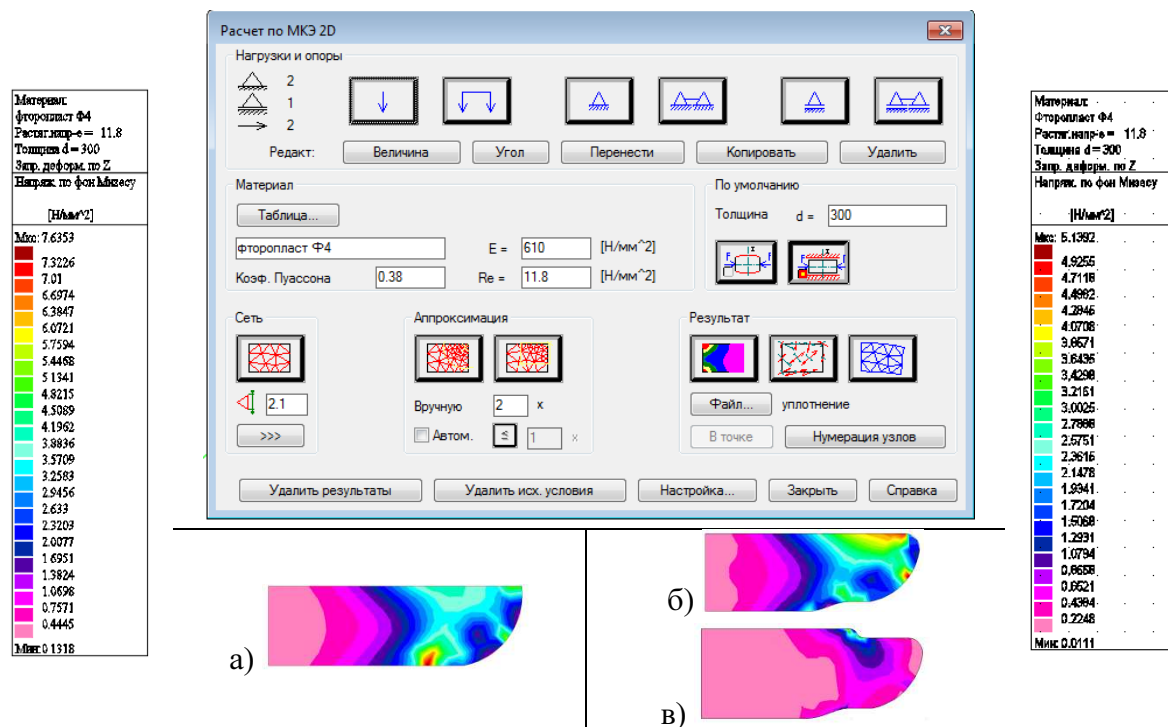 Расчет по МКЭ 2D
Нагрузки и опоры
2
1
2
Редакт:
Величина
Угол
Перенести
Копировать
Удалить
Материал
Таблица...
фторопласт Ф4
E =
610
[Н/мм^2]
Коэф. Пуассона
0.38
Re =
11.8
[Н/мм^2]
По умолчанию
Толщина
d =
300
Сеть
2.1
>>>
Аппроксимация
Вручную
2
x
Автом.
≤
1
x
Результат
Файл...
уплотнение
В точке
Нумерация узлов
Удалить результаты
Удалить исх. условия
Настройка...
Закрыть
Справка
Материал:
фторопласт Ф4
Растяг.напр-е = 11.8
Толщина d = 300
Запр. деформ. по Z
Напряж. по фон Мизесу
[Н/мм^2]
Мкс: 7.6353
7.3226
7.01
6.6974
6.3847
6.0721
5.7594
5.4468
5.1341
4.8215
4.5089
4.1962
3.8836
3.5709
3.2583
2.9456
2.633
2.3203
2.0077
1.6951
1.3824
1.0698
0.7571
0.4445
Мин: 0.1318
Материал:
Фторопласт Ф4
Растяг.напр-е = 11.8
Толщина d = 300
Запр. деформ. по Z
Напряж. по фон Мизесу
[Н/мм^2]
Мкс: 5.1392
4.9255
4.7118
4.4982
4.2845
4.0708
3.8571
3.6435
3.4298
3.2161
3.0025
2.7888
2.5751
2.3615
2.1478
1.9341
1.7204
1.5068
1.2931
1.0794
0.8658
0.6521
0.4384
0.2248
Мин: 0.0111
а)
б)
в)